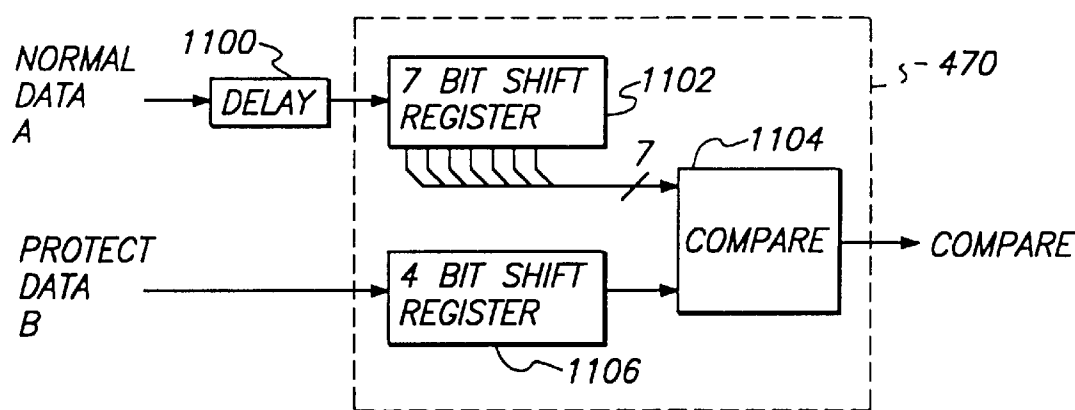 NORMAL
DATA
A
1100
DELAY
7 BIT SHIFT
REGISTER
1102
470
7
1104
COMPARE
COMPARE
PROTECT
DATA
B
4 BIT SHIFT
REGISTER
1106